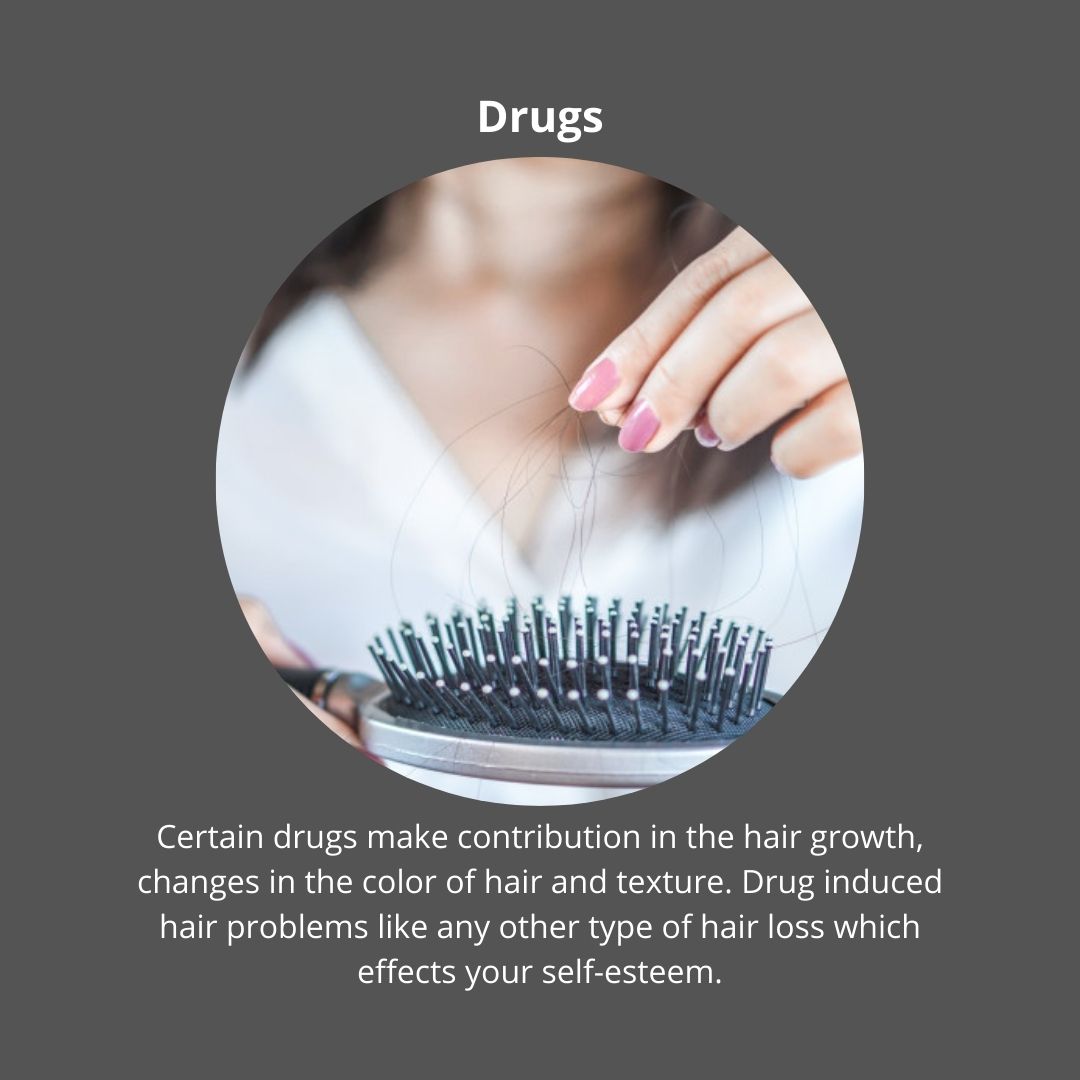 Drugs
Certain drugs make contribution in the hair growth,
changes in the color of hair and texture. Drug induced
hair problems like any other type of hair loss which
effects your self-esteem.